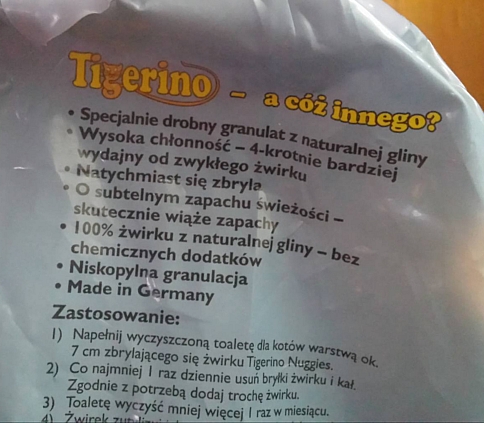 Tigerino - a cóż innego?
• Specjalnie drobny granulat z naturalnej gliny
• Wysoka chłonność – 4-krotnie bardziej
wydajny od zwykłego żwirku
• Natychmiast się zbryla
• O subtelnym zapachu świeżości –
skutecznie wiąże zapachy
• 100% żwirku z naturalnej gliny – bez
chemicznych dodatków
• Niskopylna granulacja
• Made in Germany
Zastosowanie:
1) Napełnij wyczyszczoną toaletę dla kotów warstwą ok.
7 cm zbrylającego się żwirku Tigerino Nuggies.
2) Co najmniej 1 raz dziennie usuń bryłki żwirku i kał.
Zgodnie z potrzebą dodaj trochę żwirku.
3) Toaletę wyczyść mniej więcej 1 raz w miesiącu.
4) Żwirek